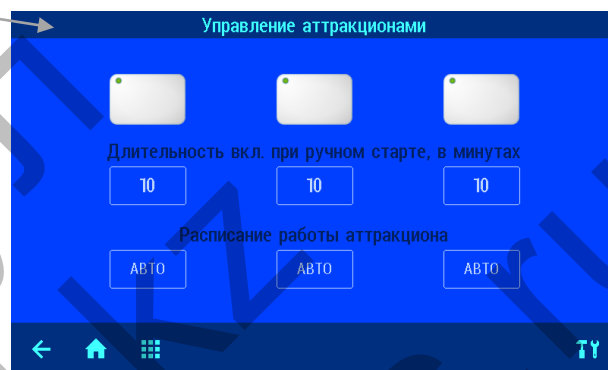 Управление аттракционами
Длительность вкл. при ручном старте, в минутах
10 10 10
Расписание работы аттракциона
АВТО АВТО АВТО